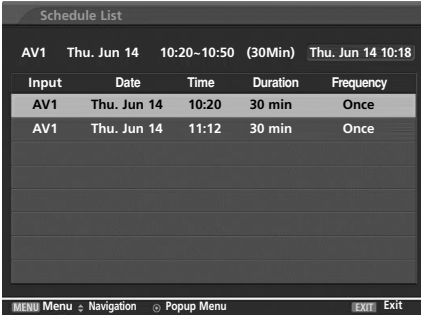 Schedule List
AV1 Thu. Jun 14 10:20~10:50 (30Min) Thu. Jun 14 10:18
Input Date Time Duration Frequency
AV1 Thu. Jun 14 10:20 30 min Once
AV1 Thu. Jun 14 11:12 30 min Once
MENU Menu Navigation Popup Menu EXIT Exit